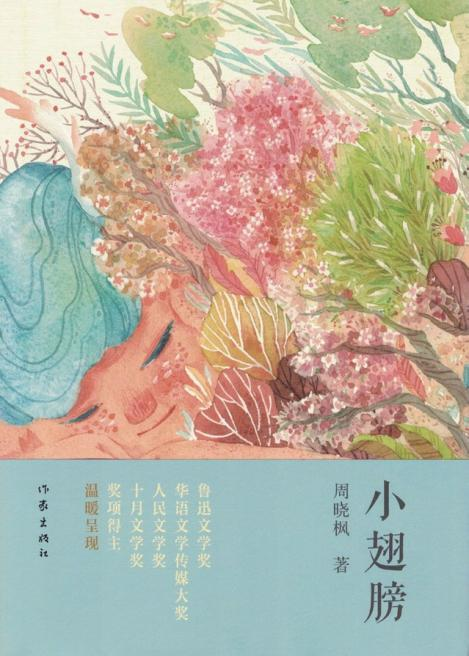 小翅膀
周晓枫 著
鲁迅文学奖
华语文学传媒大奖
人民文学奖
十月文学奖
奖项得主
温暖呈现
作家出版社